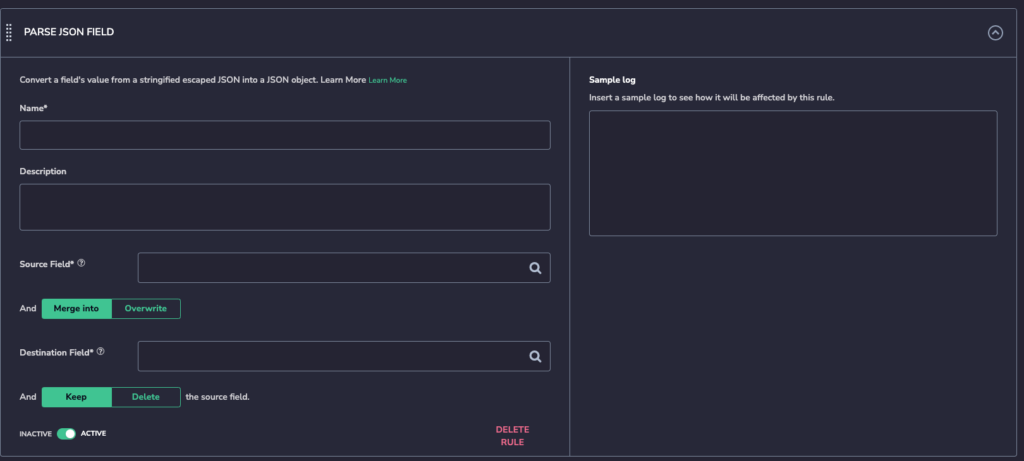 PARSE JSON FIELD
Convert a field's value from a stringified escaped JSON into a JSON object. Learn More Learn More
Name*
Description
Source Field*
And Merge into Overwrite
Destination Field*
And Keep Delete the source field.
INACTIVE ACTIVE
DELETE
RULE
Sample log
Insert a sample log to see how it will be affected by this rule.